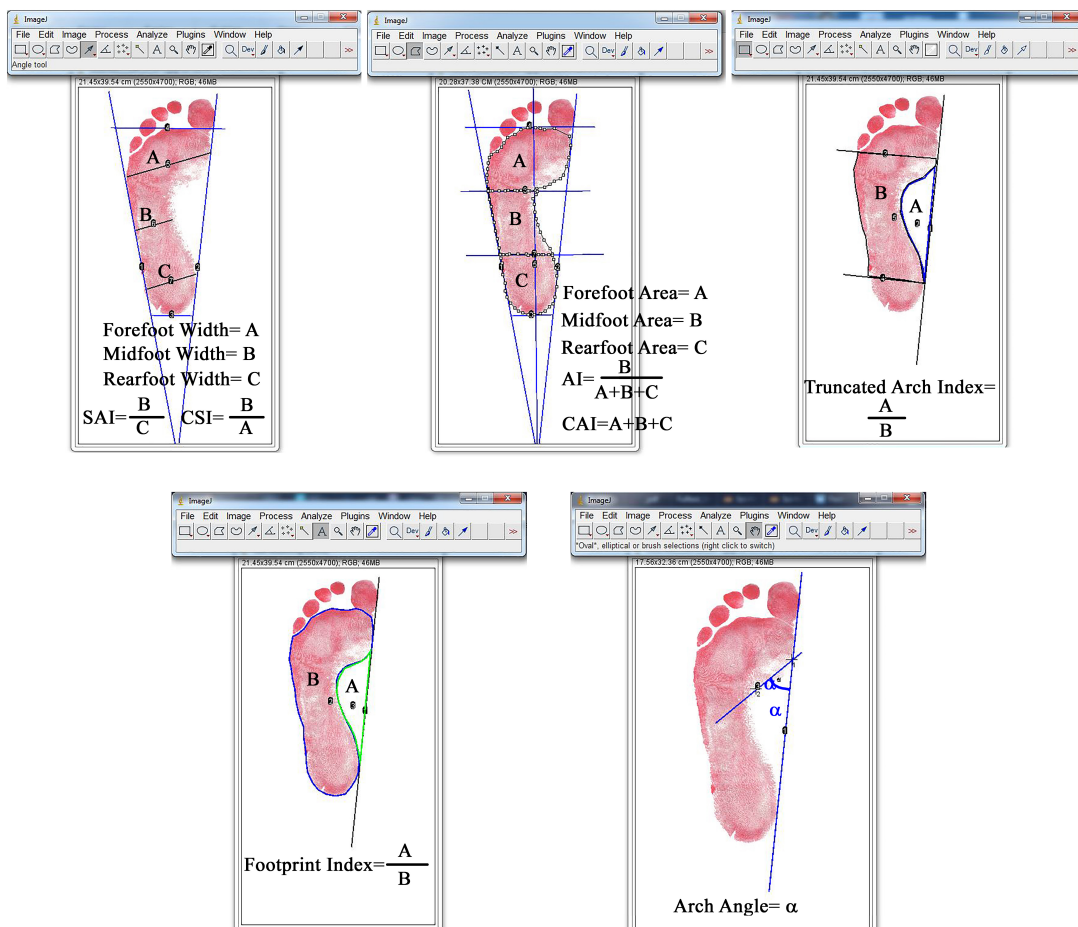 ImageJ
File Edit Image Process Analyze Plugins Window Help
A
Dev
>>
Angle tool
21.45x39.54 cm (2550x4700); RGB; 46MB
A
B
C
Forefoot Width= A
Midfoot Width= B
Rearfoot Width= C
SAI= B/C CSI= B/A
ImageJ
File Edit Image Process Analyze Plugins Window Help
A
Dev
>>
20.28x37.38 CM (2550x4700); RGB; 46MB
A
B
C
Forefoot Area= A
Midfoot Area= B
Rearfoot Area= C
AI= B/A+B+C
CAI=A+B+C
ImageJ
File Edit Image Process Analyze Plugins Window Help
A
Dev
>>
21.45x39.54 cm (2550x4700); RGB; 46MB
B
A
Truncated Arch Index=
A
B
ImageJ
File Edit Image Process Analyze Plugins Window Help
A
Dev
>>
21.45x39.54 cm (2550x4700); RGB; 46MB
B
A
Footprint Index= A/B
ImageJ
File Edit Image Process Analyze Plugins Window Help
A
Dev
>>
*Oval*, elliptical or brush selections (right click to switch)
17.56x32.36 cm (2550x4700); RGB; 46MB
α
2
α
Arch Angle= α